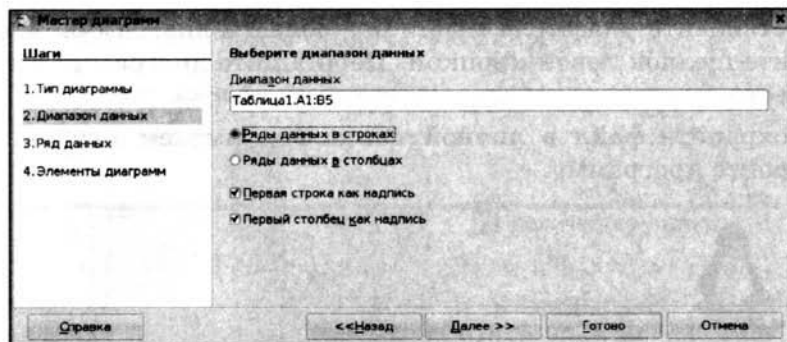 Мастер диаграмм
Шаги
1. Тип диаграммы
2. Диапазон данных
3. Ряд данных
4. Элементы диаграмм
Выберите диапазон данных
Диапазон данных
Таблица1.A1:B5
Ряды данных в строках
Ряды данных в столбцах
Первая строка как надпись
Первый столбец как надпись
Справка
<<Назад
Далее >>
Готово
Отмена